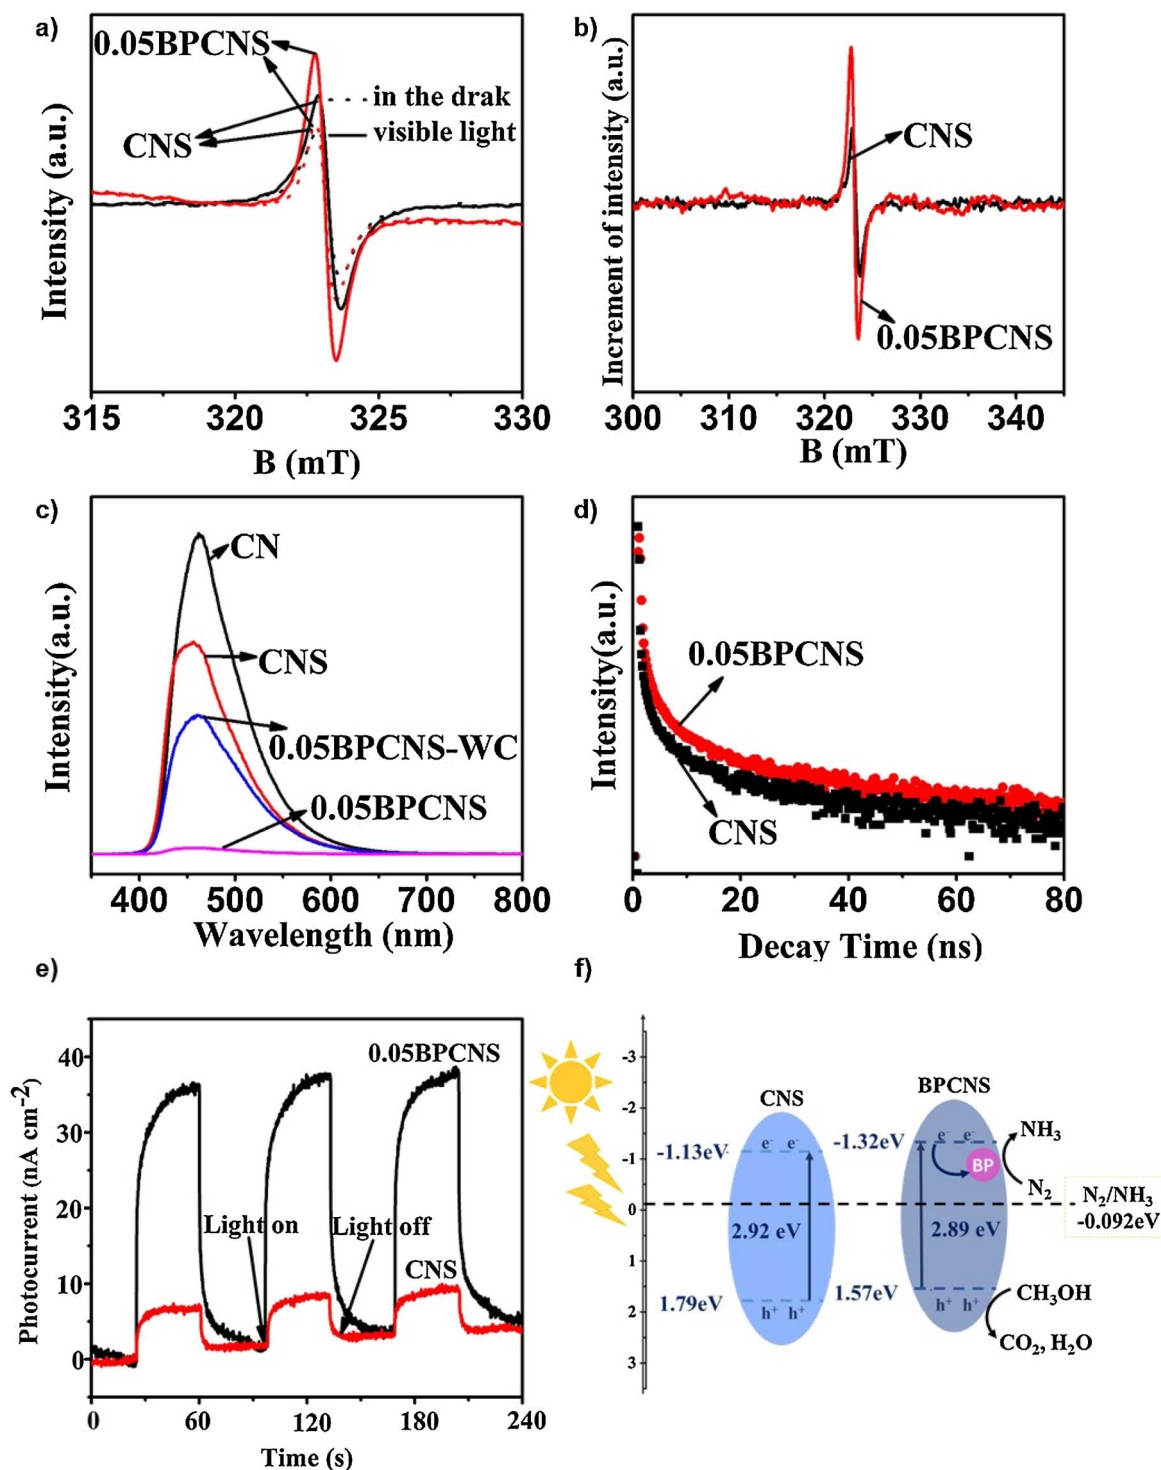 a)
0.05BPCNS
in the drak
visible light
CNS
Intensity (a.u.)
315 320 325 330
B (mT)
b)
CNS
0.05BPCNS
Increment of intensity (a.u.)
300 310 320 330 340
B (mT)
c)
CN
CNS
0.05BPCNS-WC
0.05BPCNS
Intensity(a.u.)
400 500 600 700 800
Wavelength (nm)
d)
0.05BPCNS
CNS
Intensity(a.u.)
0 20 40 60 80
Decay Time (ns)
e)
0.05BPCNS
40
30
20
10
0
Light on
Light off
CNS
Photocurrent (nA cm⁻²)
0 60 120 180 240
Time (s)
f)
-3
-2
-1
0
1
2
3
CNS
BPCNS
-1.13eV
e⁻ e⁻
-1.32eV
e⁻ e⁻
BP
NH₃
N₂
N₂/NH₃
-0.092eV
2.92 eV
2.89 eV
1.79eV
h⁺ h⁺
1.57eV
h⁺ h⁺
CH₃OH
CO₂, H₂O